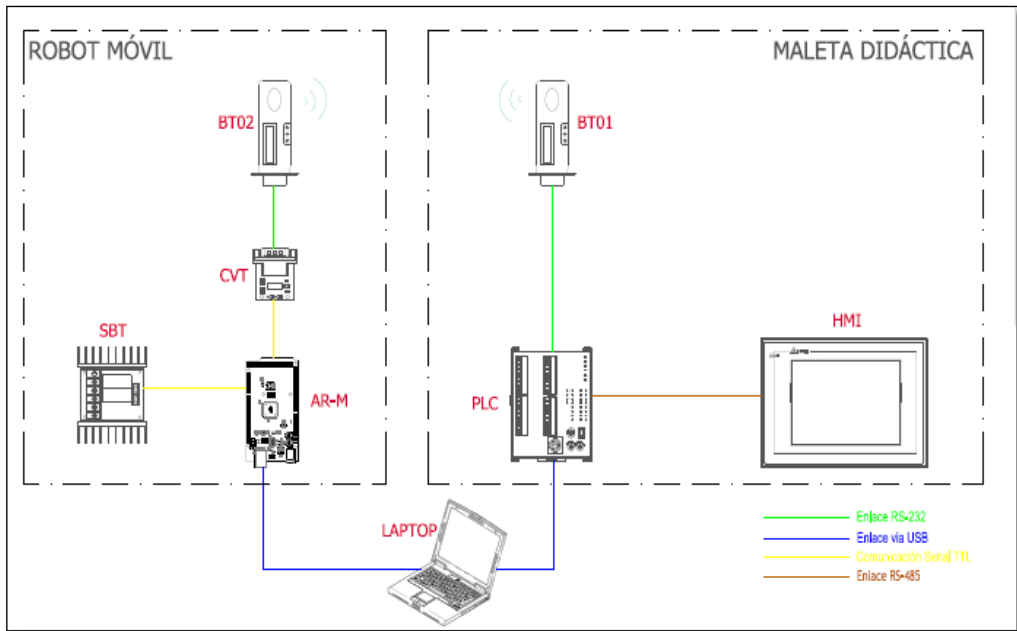 ROBOT MÓVIL
MALETA DIDÁCTICA
BT02
BT01
CVT
SBT
HMI
AR-M
PLC
LAPTOP
Enlace RS-232
Enlace via USB
Comunicación Serial TTL
Enlace RS-485